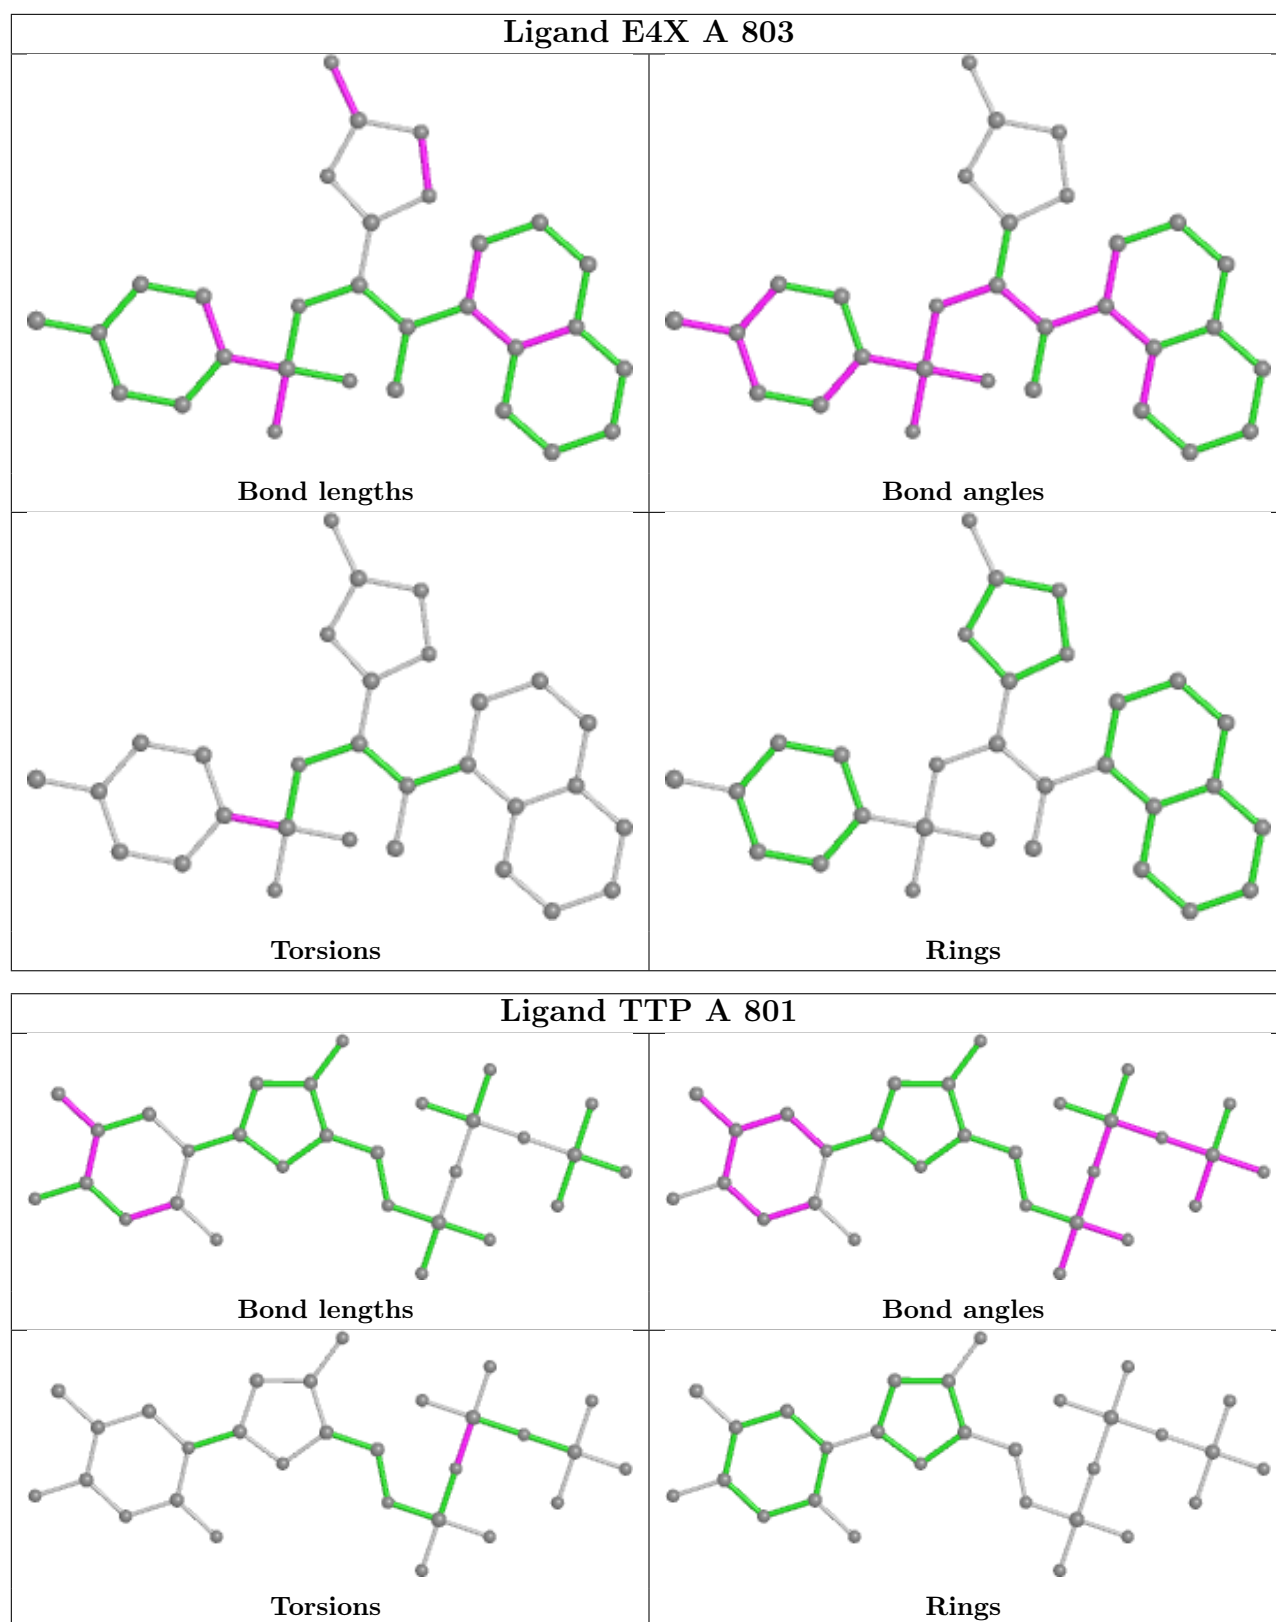 Ligand E4X A 803
Bond lengths
Bond angles
Torsions
Rings
Ligand TTP A 801
Bond lengths
Bond angles
Torsions
Rings